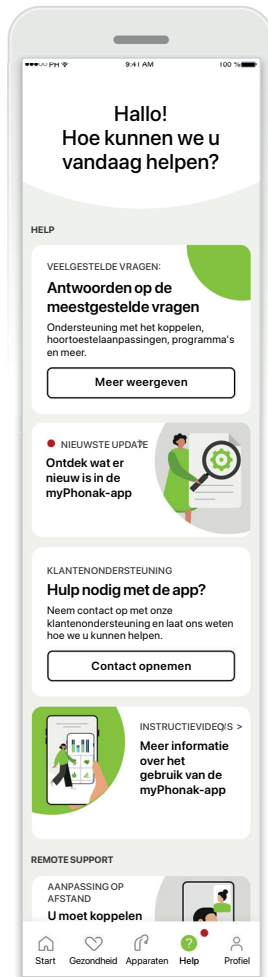 PH
9:41 AM
100 %
Hallo!
Hoe kunnen we u
vandaag helpen?
HELP
VEELGESTELDE VRAGEN:
Antwoorden op de
meestgestelde vragen
Ondersteuning met het koppelen,
hoortoestelaanpassingen, programma's
en meer.
Meer weergeven
NIEUWSTE UPDATE
Ontdek wat er
nieuw is in de
myPhonak-app
KLANTENONDERSTEUNING
Hulp nodig met de app?
Neem contact op met onze
klantenondersteuning en laat ons weten
hoe we u kunnen helpen.
Contact opnemen
INSTRUCTIEVIDEO'S >
Meer informatie
over het
gebruik van de
myPhonak-app
REMOTE SUPPORT
AANPASSING OP
AFSTAND
U moet koppelen
Start Gezondheid Apparaten Help Profiel